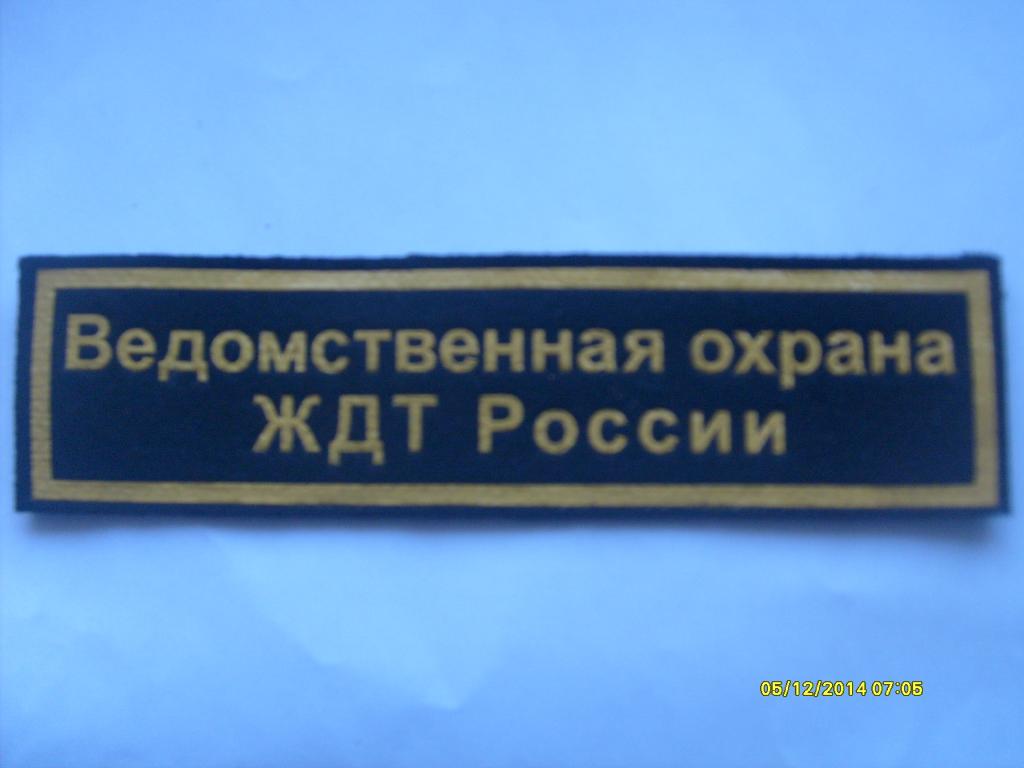 Ведомственная охрана
ЖДТ России
05/12/2014 07:05